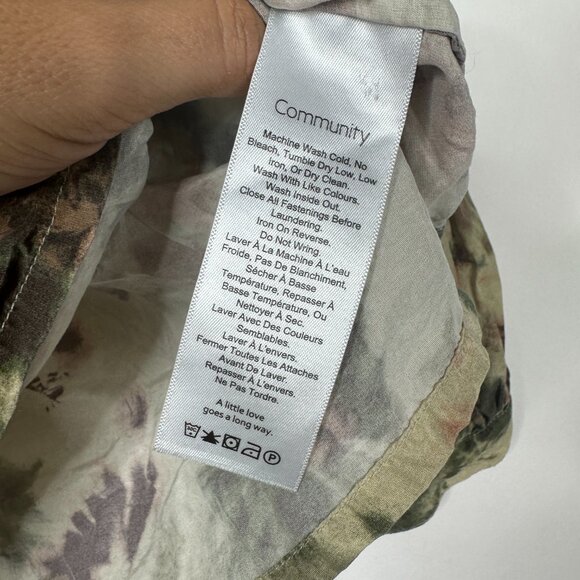 Community
Machine Wash Cold. No
Bleach, Tumble Dry Low, Low
Iron, Or Dry Clean.
Wash With Like Colours.
Wash Inside Out.
Close All Fastenings Before
Laundering.
Iron On Reverse.
Do Not Wring.
Laver À La Machine À L'eau
Froide, Pas De Blanchiment,
Sécher À Basse
Température, Repasser À
Basse Température, Ou
Nettoyer À Sec.
Laver Avec Des Couleurs
Semblables.
Laver À L'envers.
Fermer Toutes Les Attaches
Avant De Laver.
Repasser À L'envers.
Ne Pas Tordre.
A little love
goes a long way.
30C
P